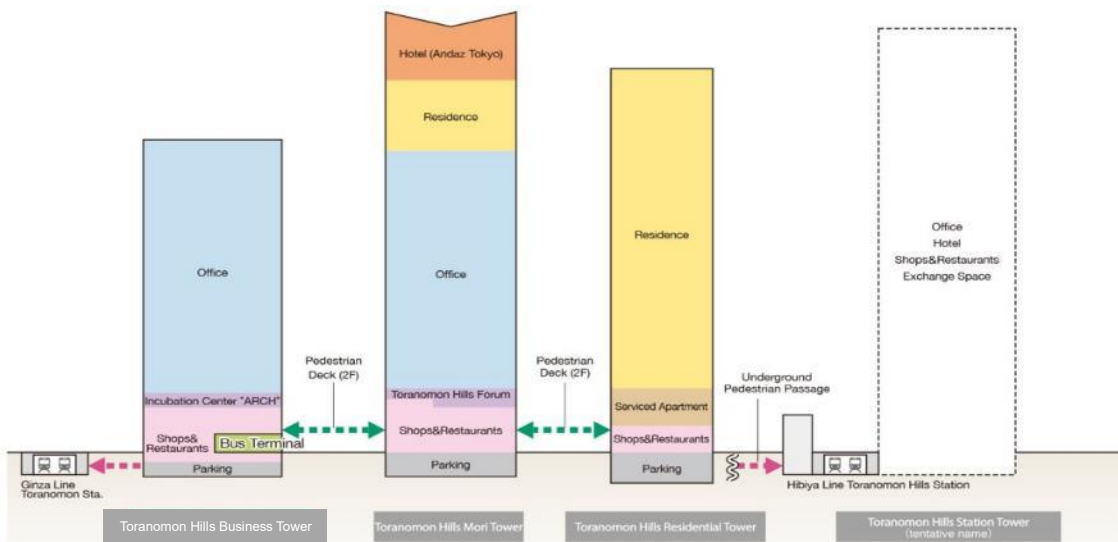 Hotel (Andaz Tokyo)
Residence
Office
Toranomon Hills Forum
Shops&Restaurants
Parking
Office
Incubation Center "ARCH"
Shops&
Restaurants
Bus Terminal
Parking
Pedestrian
Deck (2F)
Pedestrian
Deck (2F)
Residence
Serviced Apartment
Shops&Restaurants
Parking
Underground
Pedestrian Passage
Office
Hotel
Shops&Restaurants
Exchange Space
Ginza Line
Toranomon Sta.
Hibiya Line Toranomon Hills Station
Toranomon Hills Business Tower
Toranomon Hills Mori Tower
Toranomon Hills Residential Tower
Toranomon Hills Station Tower
(tentative name)